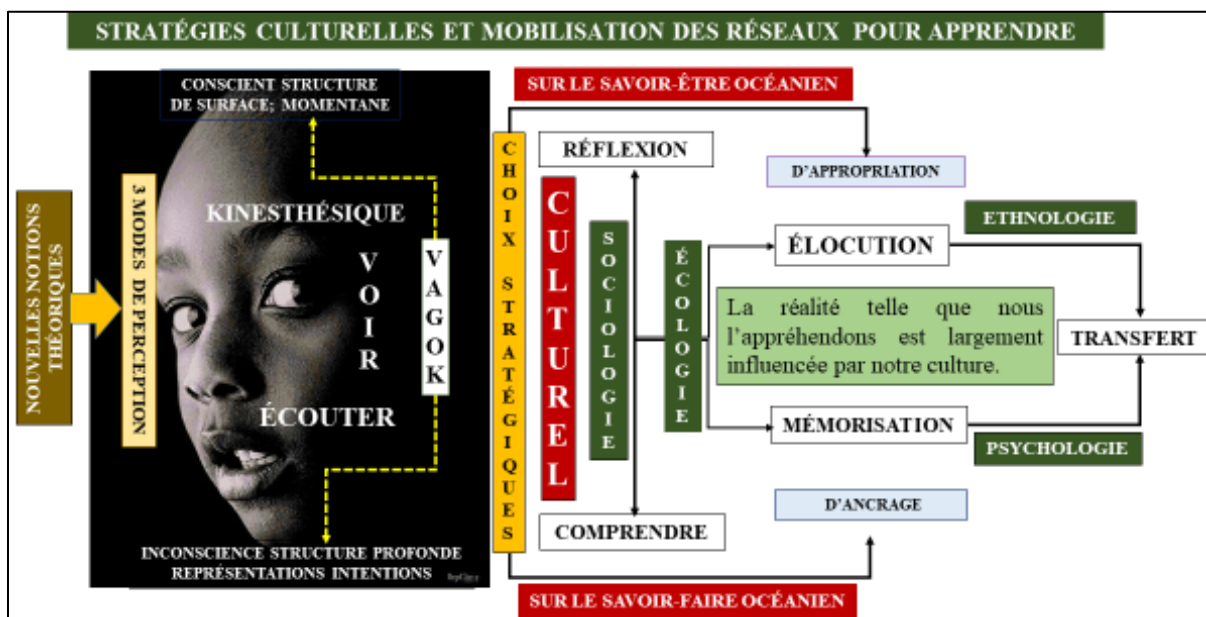 STRATÉGIES CULTURELLES ET MOBILISATION DES RÉSEAUX POUR APPRENDRE
NOUVELLES NOTIONS
THÉORIQUES
3 MODES DE PERCEPTION
CONSCIENT STRUCTURE
DE SURFACE; MOMENTANE
KINESTHÉSIQUE
VOIR
VAGOK
ÉCOUTER
INCONSCIENCE STRUCTURE PROFONDE
REPRÉSENTATIONS INTENTIONS
CHOIX STRATÉGIQUES
SUR LE SAVOIR-ÊTRE OCÉANIEN
CULTUREL
RÉFLEXION
SOCIOLOGIE
COMPRENDRE
ÉCOLOGIE
D'APPROPRIATION
ETHNOLOGIE
ÉLOCUTION
La réalité telle que nous
l'appréhendons est largement
influencée par notre culture.
TRANSFERT
MÉMORISATION
PSYCHOLOGIE
D'ANCRAGE
SUR LE SAVOIR-FAIRE OCÉANIEN